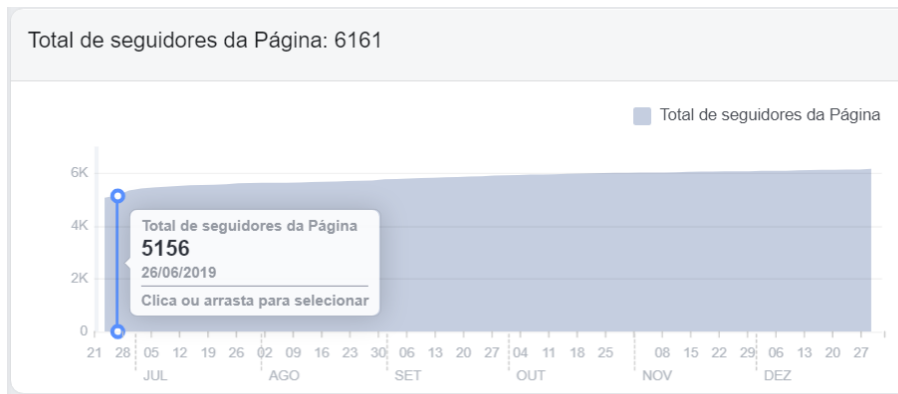 Total de seguidores da Página: 6161
Total de seguidores da Página
6K
4K
2K
0
Total de seguidores da Página
5156
26/06/2019
Clica ou arrasta para selecionar
21 28 05 12 19 26 02 09 16 23 30 06 13 20 27 04 11 18 25 08 15 22 29 06 13 20 27
JUL AGO SET OUT NOV DEZ